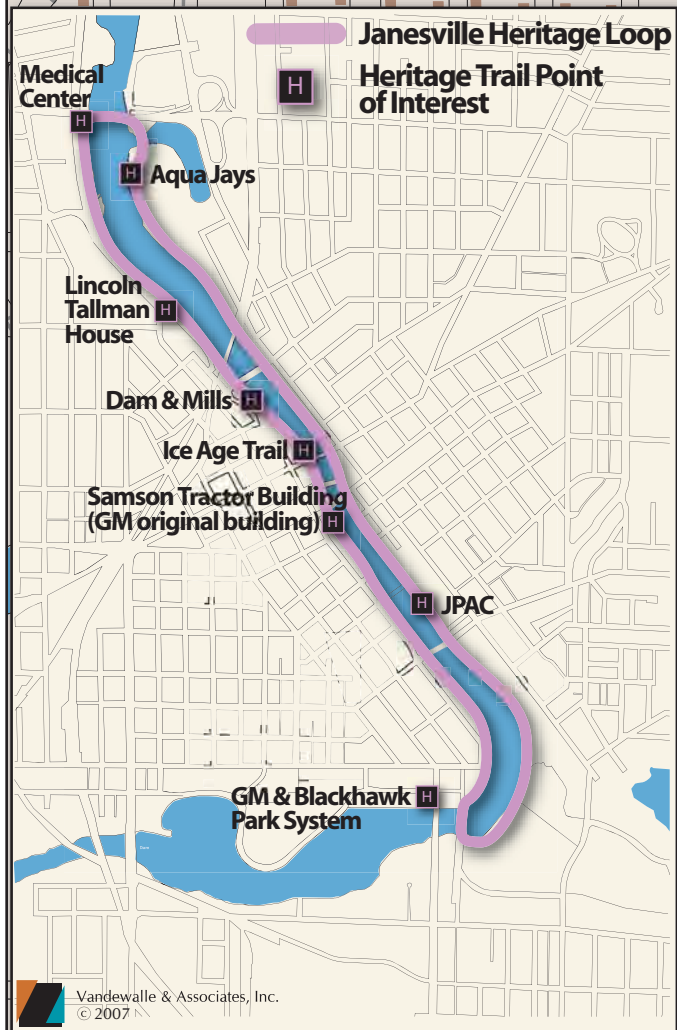 Janesville Heritage Loop
H
Heritage Trail Point
of Interest
Medical
Center
H
H
Aqua Jays
Lincoln
Tallman
House
H
Dam & Mills
H
Ice Age Trail
H
Samson Tractor Building
(GM original building)
H
H
JPAC
GM & Blackhawk
Park System
H
Vandewalle & Associates, Inc.
© 2007